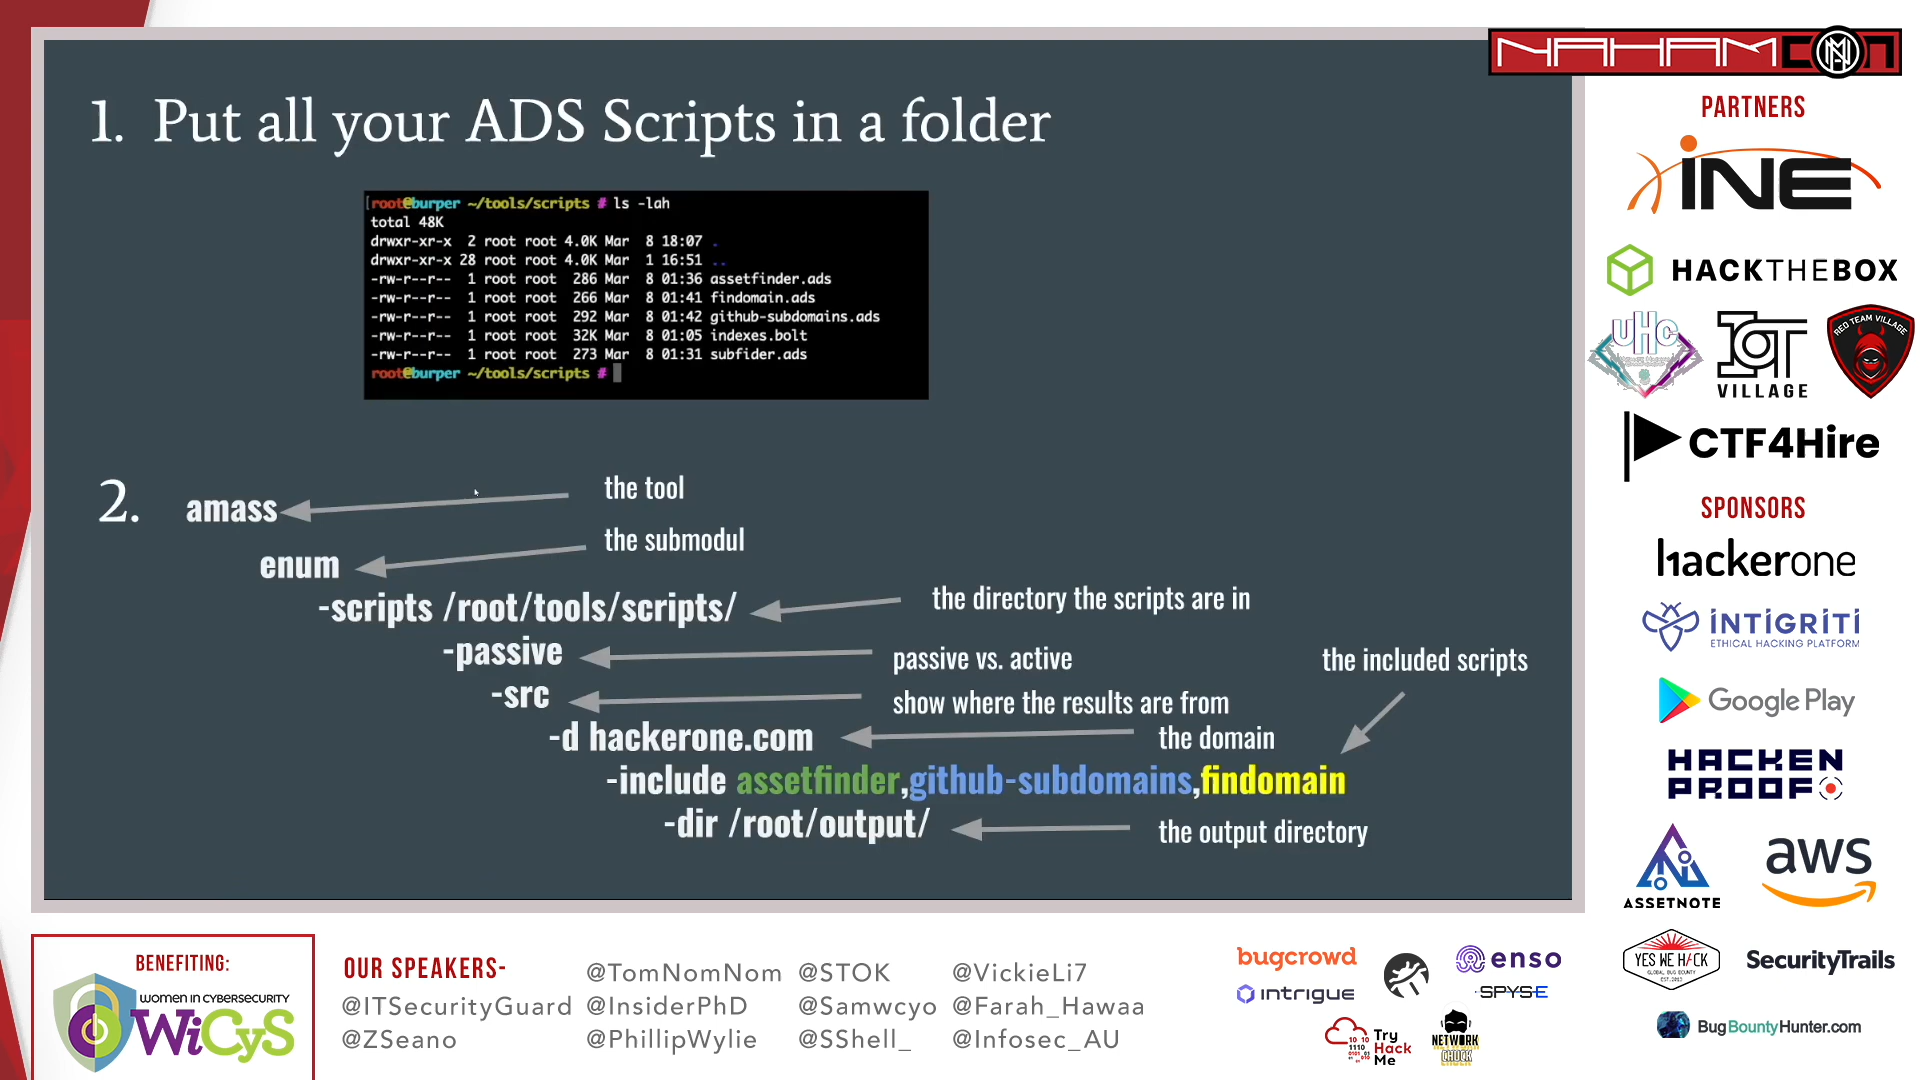 NAHAMCON
1. Put all your ADS Scripts in a folder
[root@burper ~/tools/scripts # ls -lah
total 48K
drwxr-xr-x 2 root root 4.0K Mar 8 18:07 .
drwxr-xr-x 28 root root 4.0K Mar 1 16:51 ..
-rw-r--r-- 1 root root 286 Mar 8 01:36 assetfinder.ads
-rw-r--r-- 1 root root 266 Mar 8 01:41 findomain.ads
-rw-r--r-- 1 root root 292 Mar 8 01:42 github-subdomains.ads
-rw-r--r-- 1 root root 32K Mar 8 01:05 indexes.bolt
-rw-r--r-- 1 root root 273 Mar 8 01:31 subfider.ads
root@burper ~/tools/scripts #
2. amass the tool
enum the submodul
-scripts /root/tools/scripts/ the directory the scripts are in
-passive passive vs. active
the included scripts
-src show where the results are from
-d hackerone.com the domain
-include assetfinder,github-subdomains,findomain
-dir /root/output/ the output directory
PARTNERS
INE
HACKTHEBOX
UHC
IOT
VILLAGE
RED TEAM VILLAGE
CTF4Hire
SPONSORS
hackerone
INTIGRITI
ETHICAL HACKING PLATFORM
Google Play
HACKEN
PROOF
ASSETNOTE
aws
YES WE H/CK
GLOBAL BUG BOUNTY
SecurityTrails
BugBountyHunter.com
BENEFITING:
WOMEN IN CYBERSECURITY
WiCyS
OUR SPEAKERS-
@TomNomNom @STOK @VickieLi7
@ITSecurityGuard @InsiderPhD @Samwcyo @Farah_Hawaa
@ZSeano @PhillipWylie @SShell_ @Infosec_AU
bugcrowd
enso
intrigue
SPYSE
Try
Hack
Me
NETWORK
CHUCK